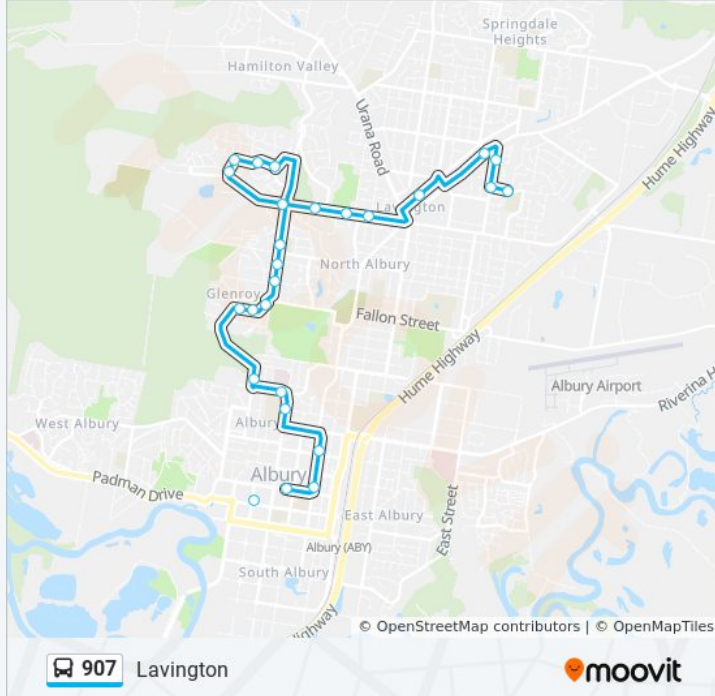 Springdale
Heights
Hamilton Valley
Urana Road
Hume Highway
Lavington
North Albury
Glenroy
Fallon Street
Hume Highway
Albury Airport
Riverina H
West Albury
Albury
Albury
Padman Drive
East Albury
East Street
Albury (ABY)
South Albury
Highway
© OpenStreetMap contributors | © OpenMapTiles
907 Lavington
moovit